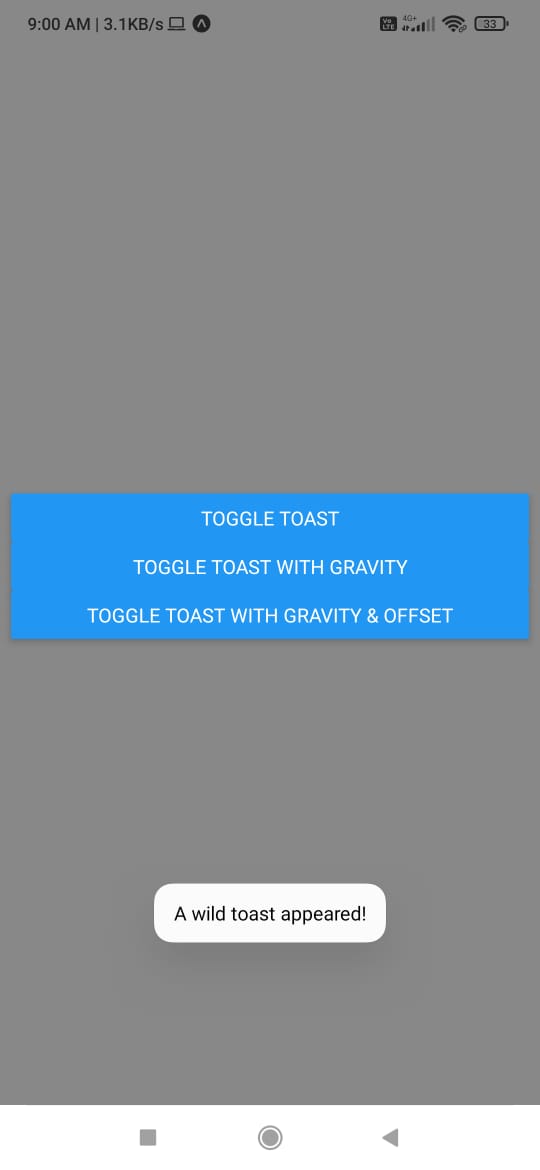 9:00 AM | 3.1KB/s
Vo LTE 4G+ 33
TOGGLE TOAST
TOGGLE TOAST WITH GRAVITY
TOGGLE TOAST WITH GRAVITY & OFFSET
A wild toast appeared!